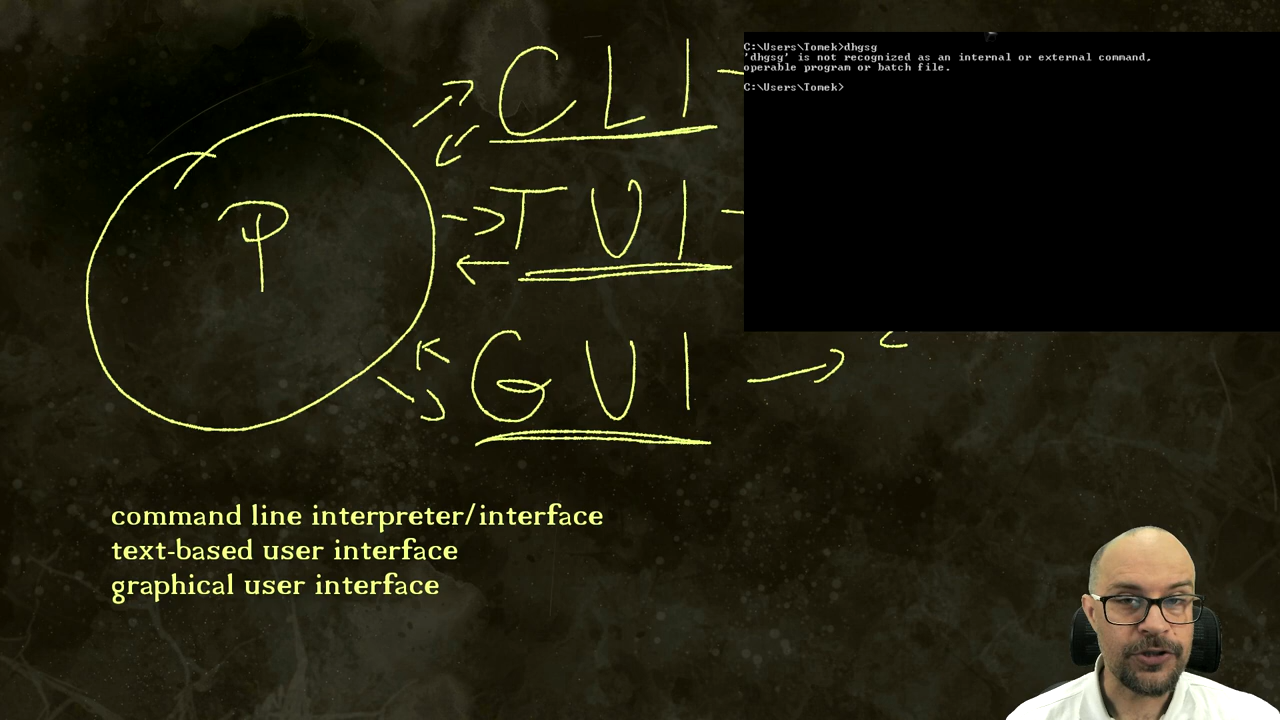 CLI
C:\Users\Tomek>dhgsg
'dhgsg' is not recognized as an internal or external command,
operable program or batch file.
C:\Users\Tomek>
P
TUI
GUI
command line interpreter/interface
text-based user interface
graphical user interface